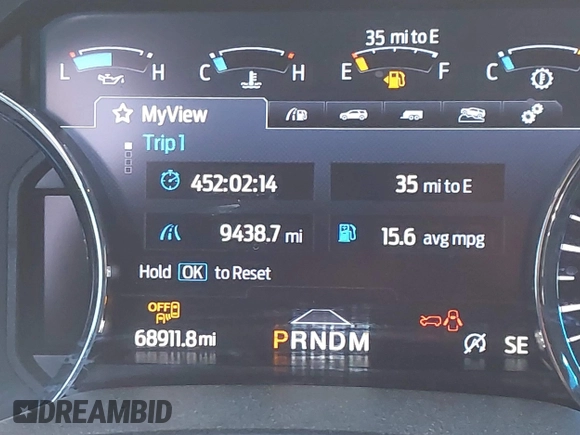 35 mi to E
L H C H E F C
MyView
Trip 1
452:02:14 35 mi to E
9438.7 mi 15.6 avg mpg
Hold OK to Reset
OFF
68911.8 mi PRNDM SE
DREAMBID